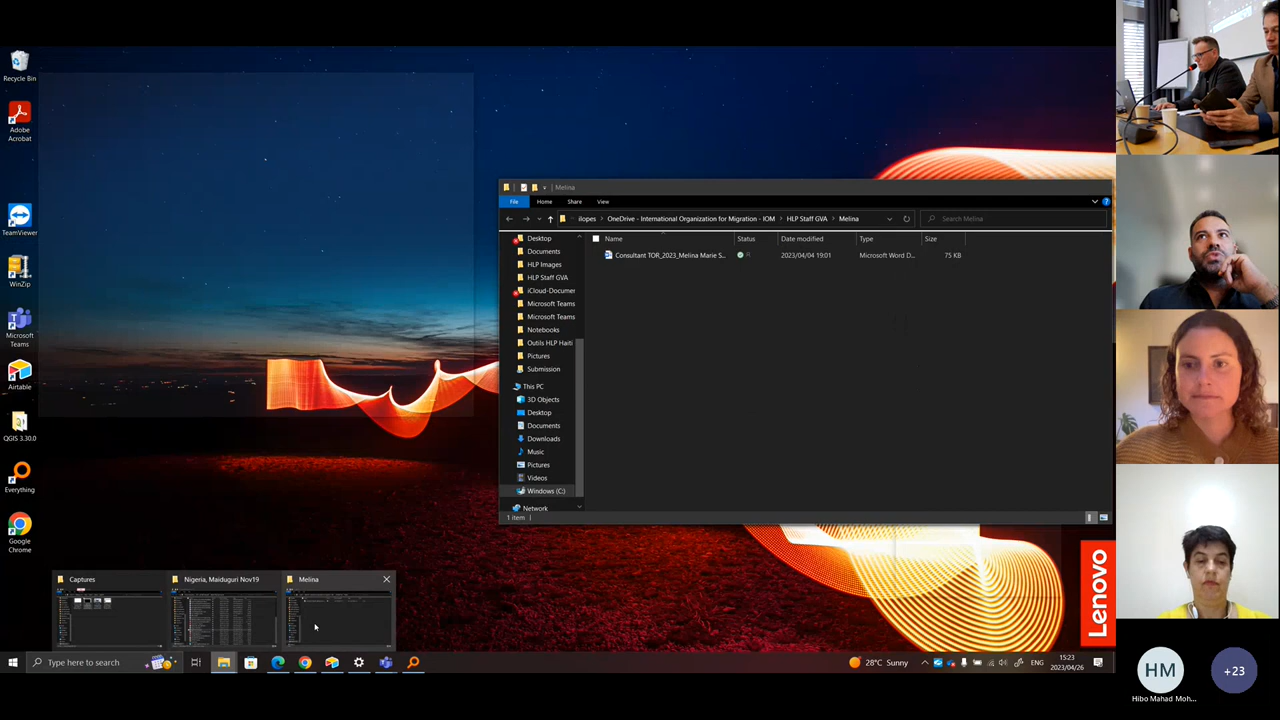 Recycle Bin
Adobe
Acrobat
TeamViewer
WinZip
Microsoft
Teams
Airtable
QGIS 3.30.0
Everything
Google
Chrome
Melina
File
Home
Share
View
ilopes > OneDrive - International Organization for Migration - IOM > HLP Staff GVA > Melina
Search Melina
Name
Status
Date modified
Type
Size
Desktop
Documents
HLP Images
HLP Staff GVA
iCloud-Documer
Microsoft Teams
Microsoft Teams
Notebooks
Outils HLP Haiti
Pictures
Submission
This PC
3D Objects
Desktop
Documents
Downloads
Music
Pictures
Videos
Windows (C:)
Network
Consultant TOR_2023_Melina Marie S...
2023/04/04 19:01
Microsoft Word D...
75 KB
1 item
Lenovo
Captures
Nigeria, Maiduguri Nov19
Melina
Type here to search
28°C Sunny
ENG
15:23
2023/04/26
HM
Hibo Mahad Moh...
+23